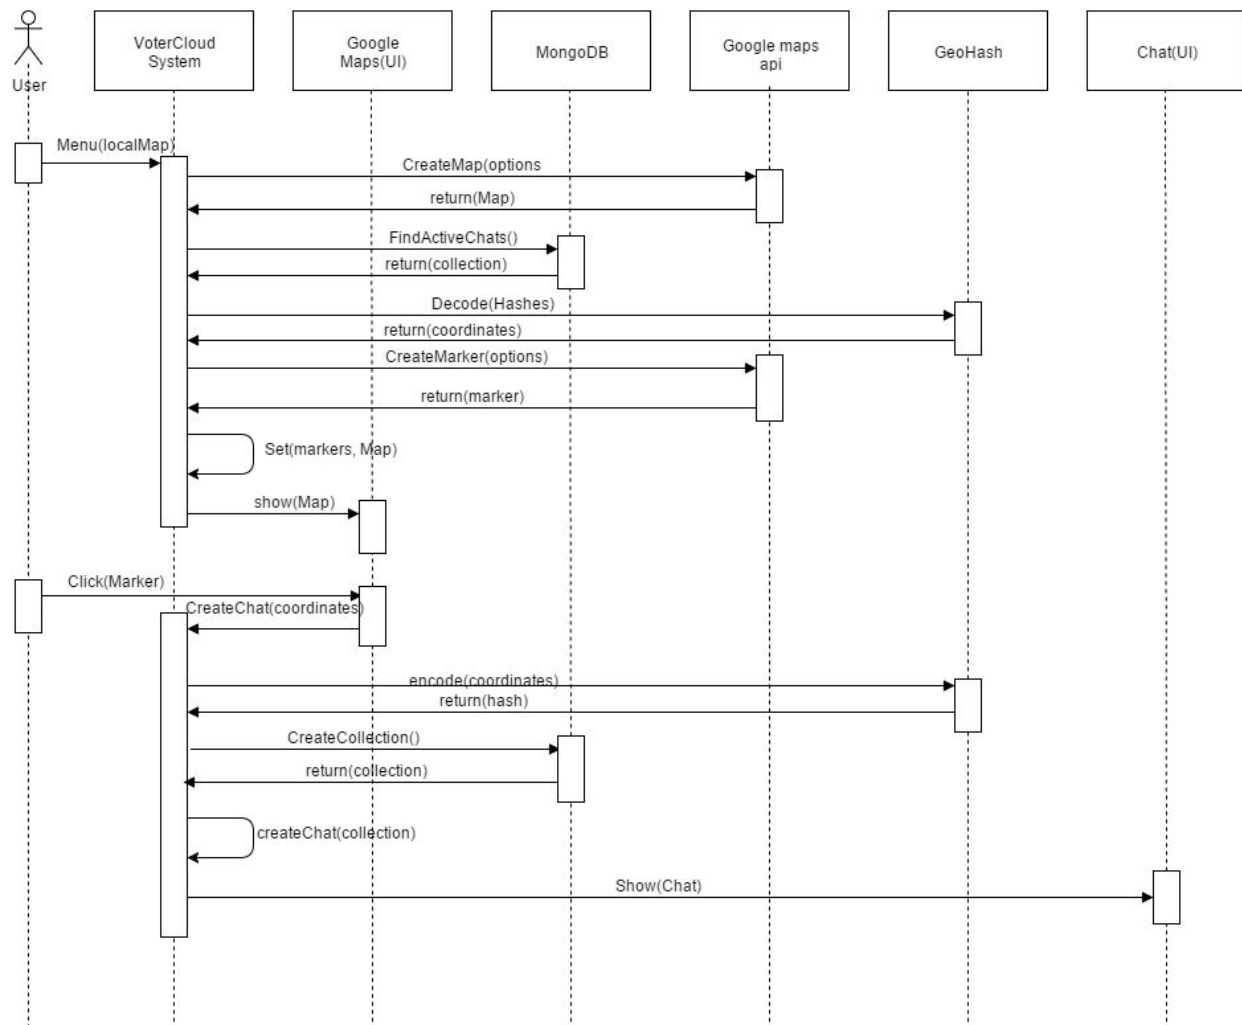 User
VoterCloud
System
Google
Maps(UI)
MongoDB
Google maps
api
GeoHash
Chat(UI)
Menu(localMap)
CreateMap(options
return(Map)
FindActiveChats()
return(collection)
Decode(Hashes)
return(coordinates)
CreateMarker(options)
return(marker)
Set(markers, Map)
show(Map)
Click(Marker)
CreateChat(coordinates)
encode(coordinates)
return(hash)
CreateCollection()
return(collection)
createChat(collection)
Show(Chat)